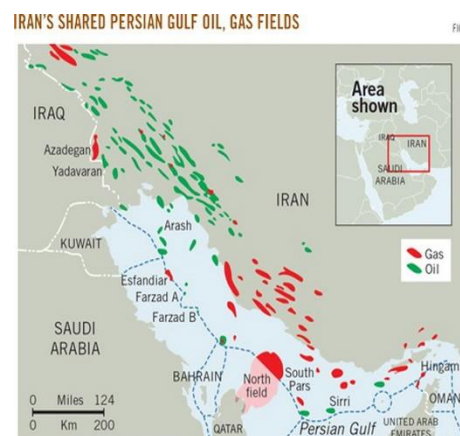 IRAN'S SHARED PERSIAN GULF OIL, GAS FIELDS
Area
shown
IRAQ
IRAN
SAUDI
ARABIA
IRAQ
Azadegan
Yadavaran
IRAN
Arash
KUWAIT
Gas
Oil
Esfandiar
Farzad A
Farzad B
SAUDI
ARABIA
BAHRAIN
North
field
South
Pars
Hingam
Sirri
OMAN
0 Miles 124
0 Km 200
QATAR
Persian Gulf
UNITED ARAB
EMIRATES